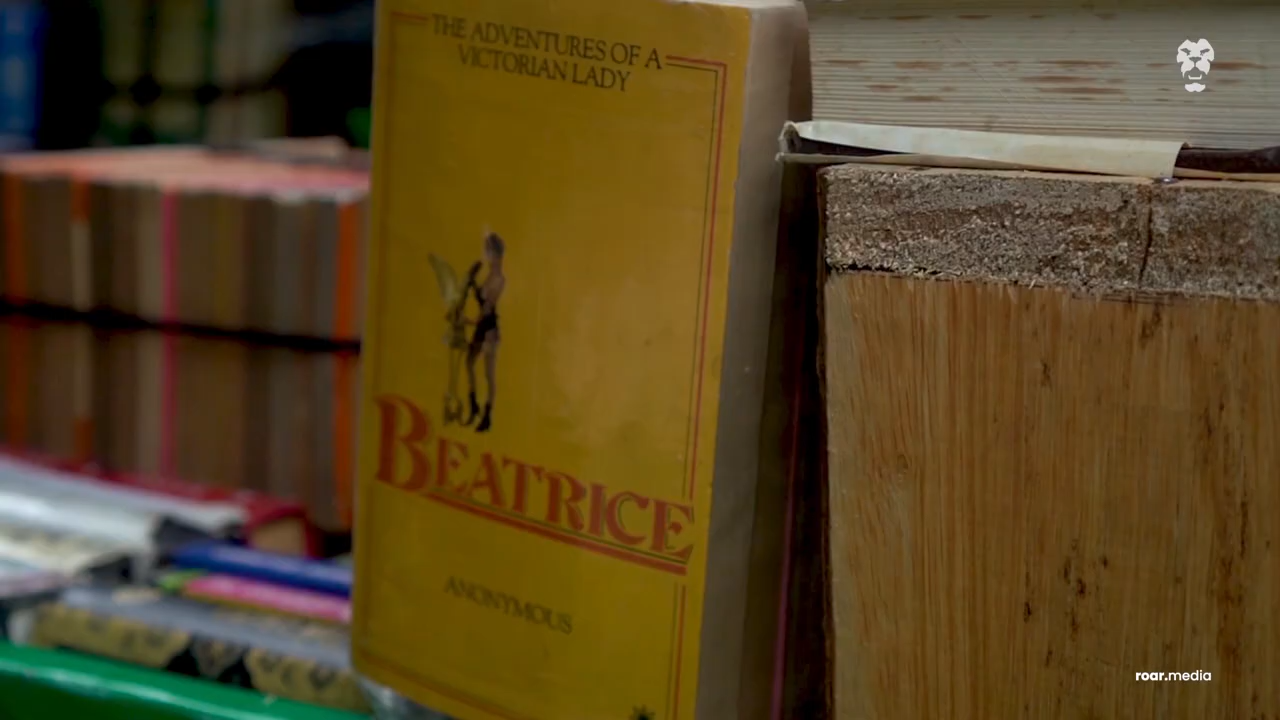 THE ADVENTURES OF A
VICTORIAN LADY
BEATRICE
ANONYMOUS
roar.media